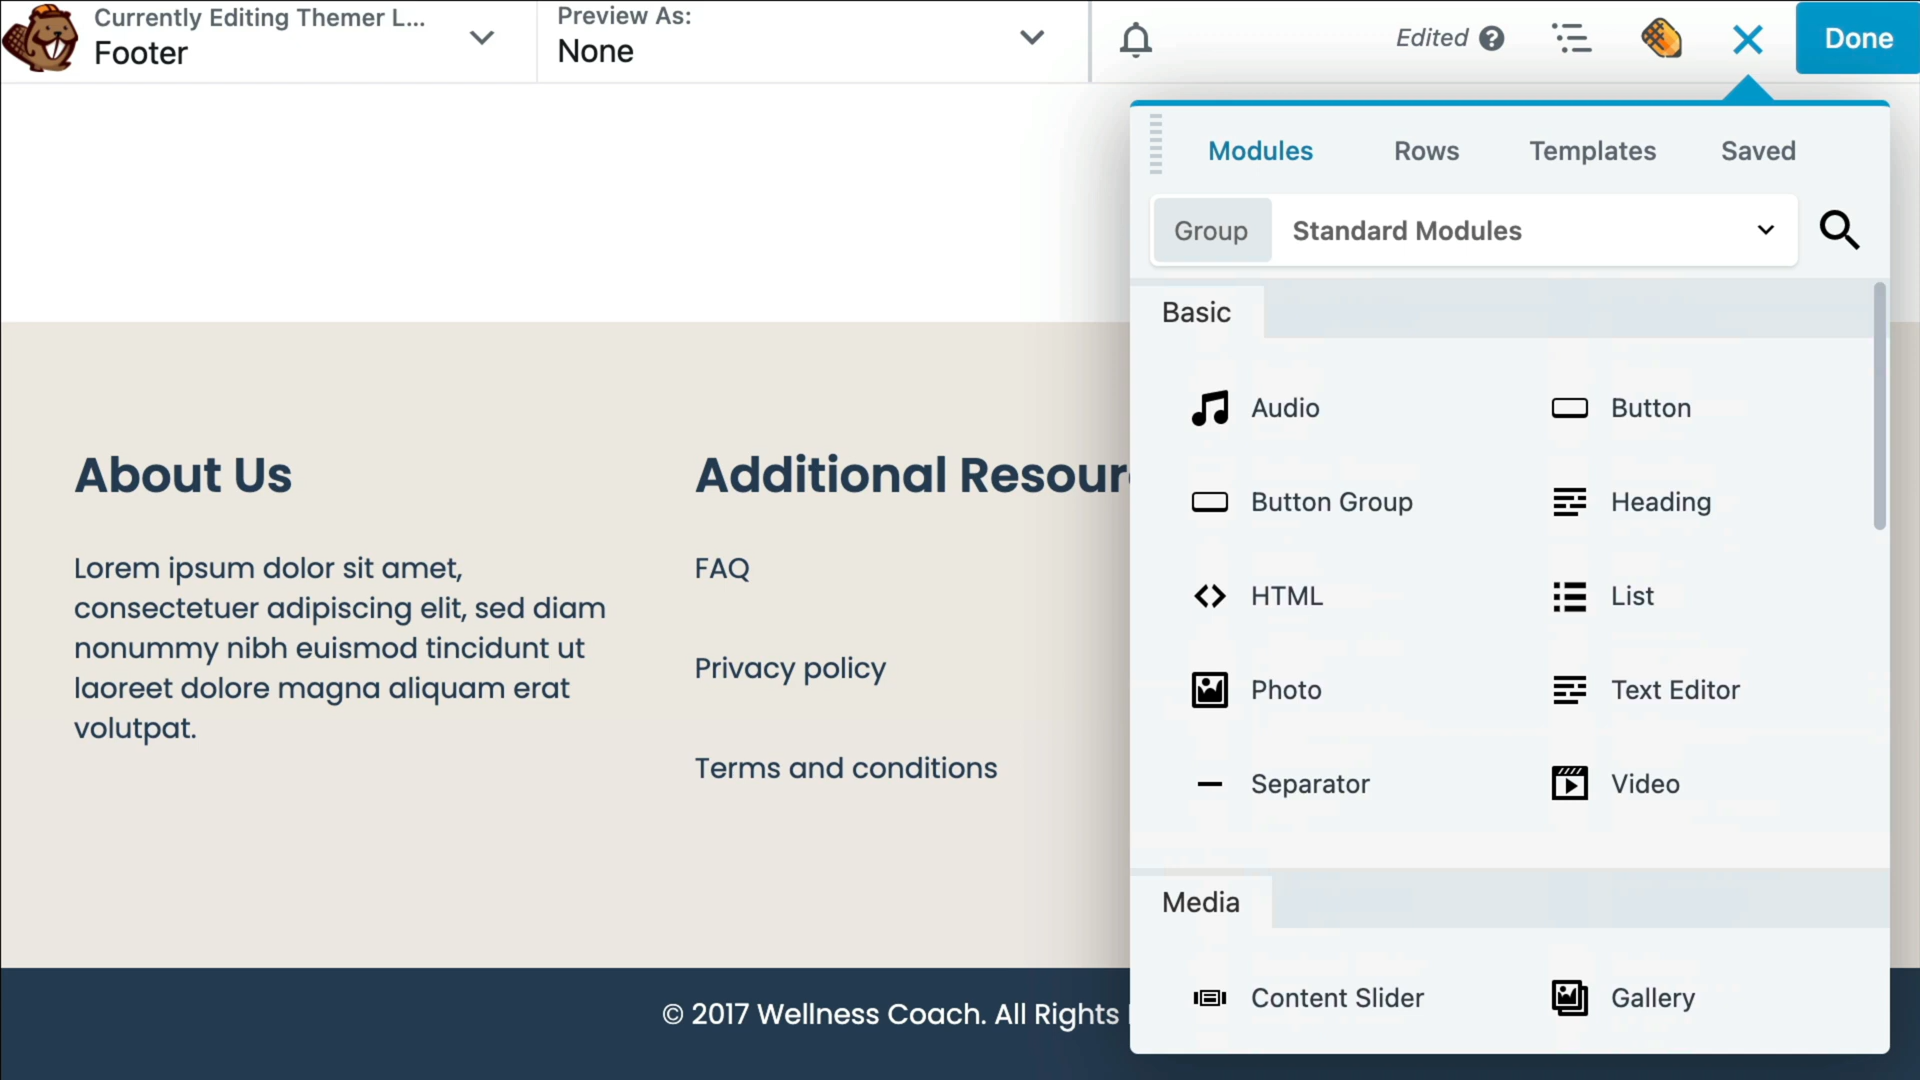 Currently Editing Themer L...
Footer
Preview As:
None
Edited
Done
Modules
Rows
Templates
Saved
Group
Standard Modules
Basic
Audio
Button
Button Group
Heading
HTML
List
Photo
Text Editor
Separator
Video
Media
Content Slider
Gallery
About Us
Lorem ipsum dolor sit amet,
consectetuer adipiscing elit, sed diam
nonummy nibh euismod tincidunt ut
laoreet dolore magna aliquam erat
volutpat.
Additional
FAQ
Privacy policy
Terms and conditions
© 2017 Wellness Coach. All Rights